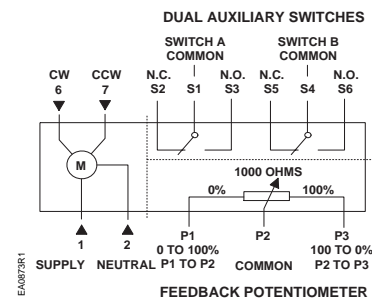 DUAL AUXILIARY SWITCHES
SWITCH A SWITCH B
COMMON COMMON
CW CCW N.C. N.O. N.C. N.O.
6 7 S2 S1 S3 S5 S4 S6
M
1000 OHMS
0% 100%
1 2 P1 P2 P3
0 TO 100% 100 TO 0%
SUPPLY NEUTRAL P1 TO P2 COMMON P2 TO P3
FEEDBACK POTENTIOMETER
EA0873R1